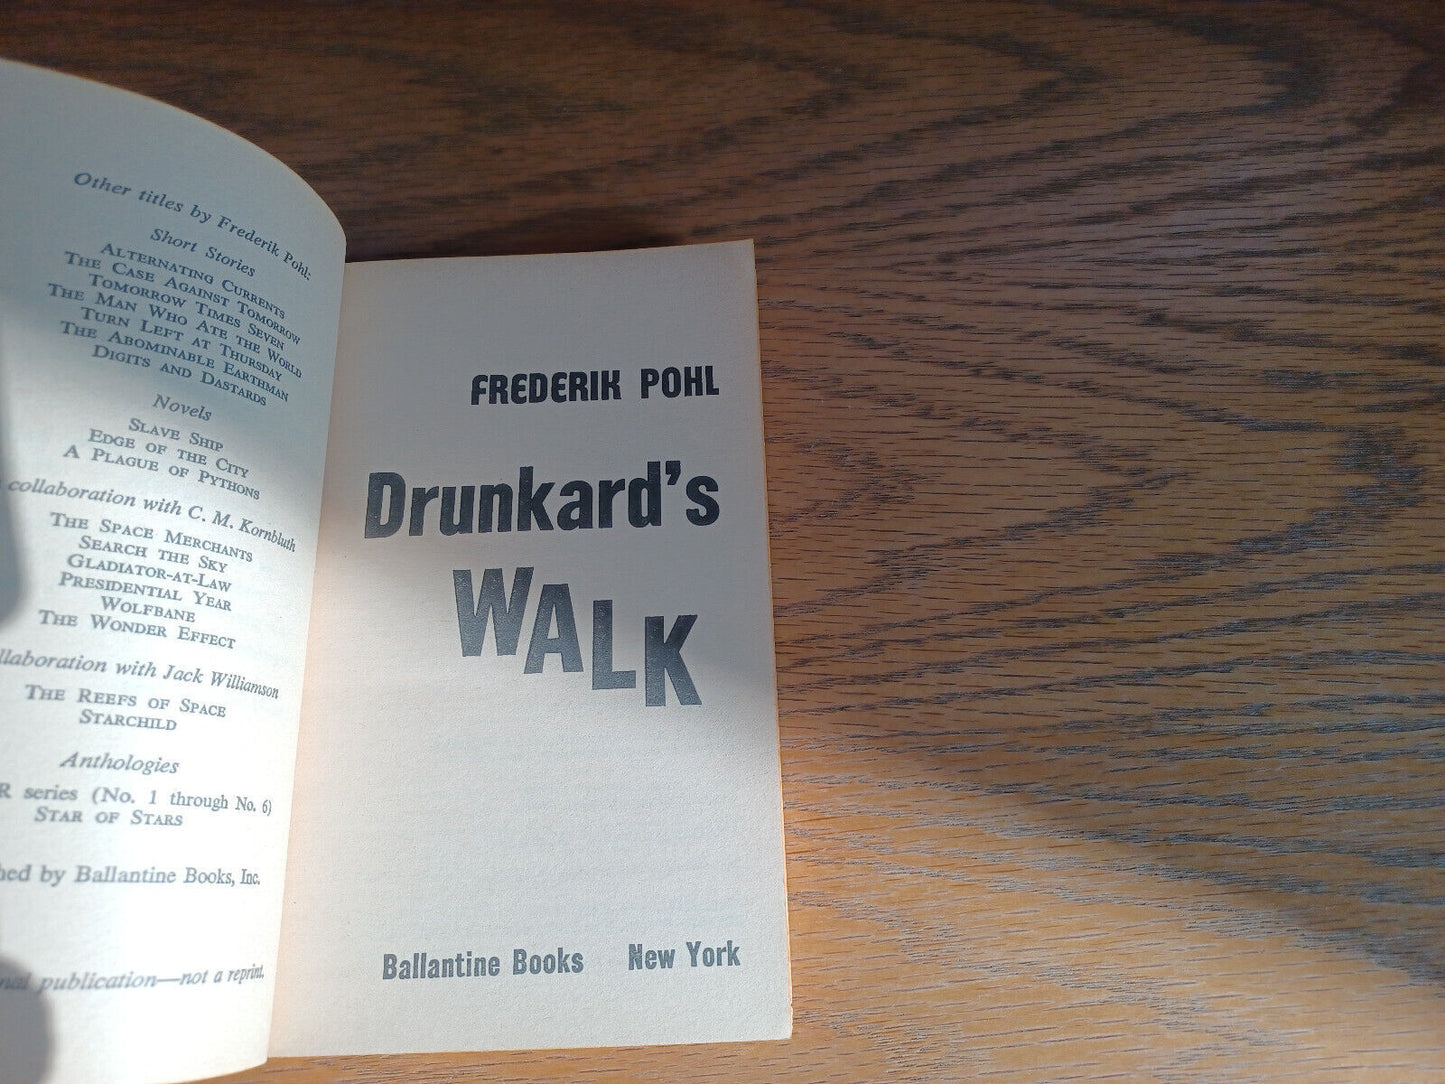 Other titles by Frederik Pohl:
Short Stories
ALTERNATING CURRENTS
THE CASE AGAINST TOMORROW
TOMORROW TIMES SEVEN
THE MAN WHO ATE THE WORLD
TURN LEFT AT THURSDAY
THE ABOMINABLE EARTHMAN
DIGITS AND DASTARDS
Novels
SLAVE SHIP
EDGE OF THE CITY
A PLAGUE OF PYTHONS
collaboration with C. M. Kornbluth
THE SPACE MERCHANTS
SEARCH THE SKY
GLADIATOR-AT-LAW
PRESIDENTIAL YEAR
WOLFBANE
THE WONDER EFFECT
with Jack Williamson
THE REEFS OF SPACE
STARCHILD
Anthologies
series (No. 1 through No. 6)
STAR OF STARS
by Ballantine Books, Inc.
publication—not a reprint.
FREDERIK POHL
Drunkard's
WALK
Ballantine Books New York